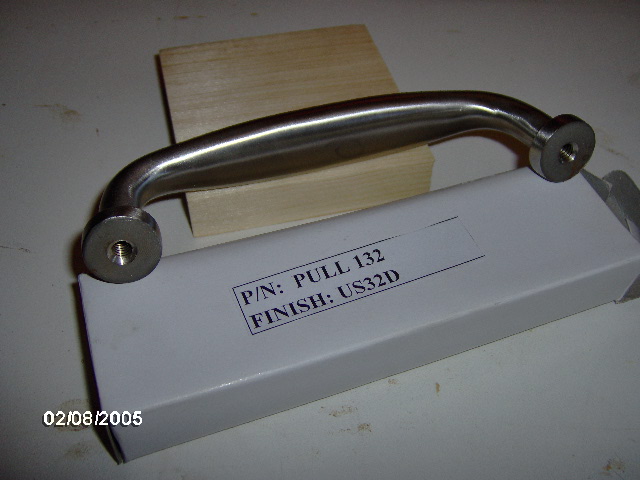 P/N: PULL 132
FINISH: US32D
02/08/2005